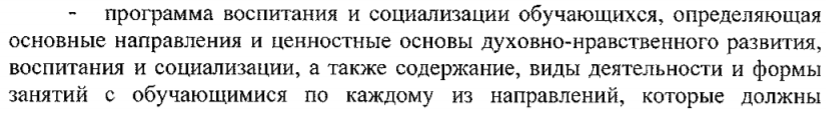 - программа воспитания и социализации обучающихся, определяющая
основные направления и ценностные основы духовно-нравственного развития,
воспитания и социализации, а также содержание, виды деятельности и формы
занятий с обучающимися по каждому из направлений, которые должны